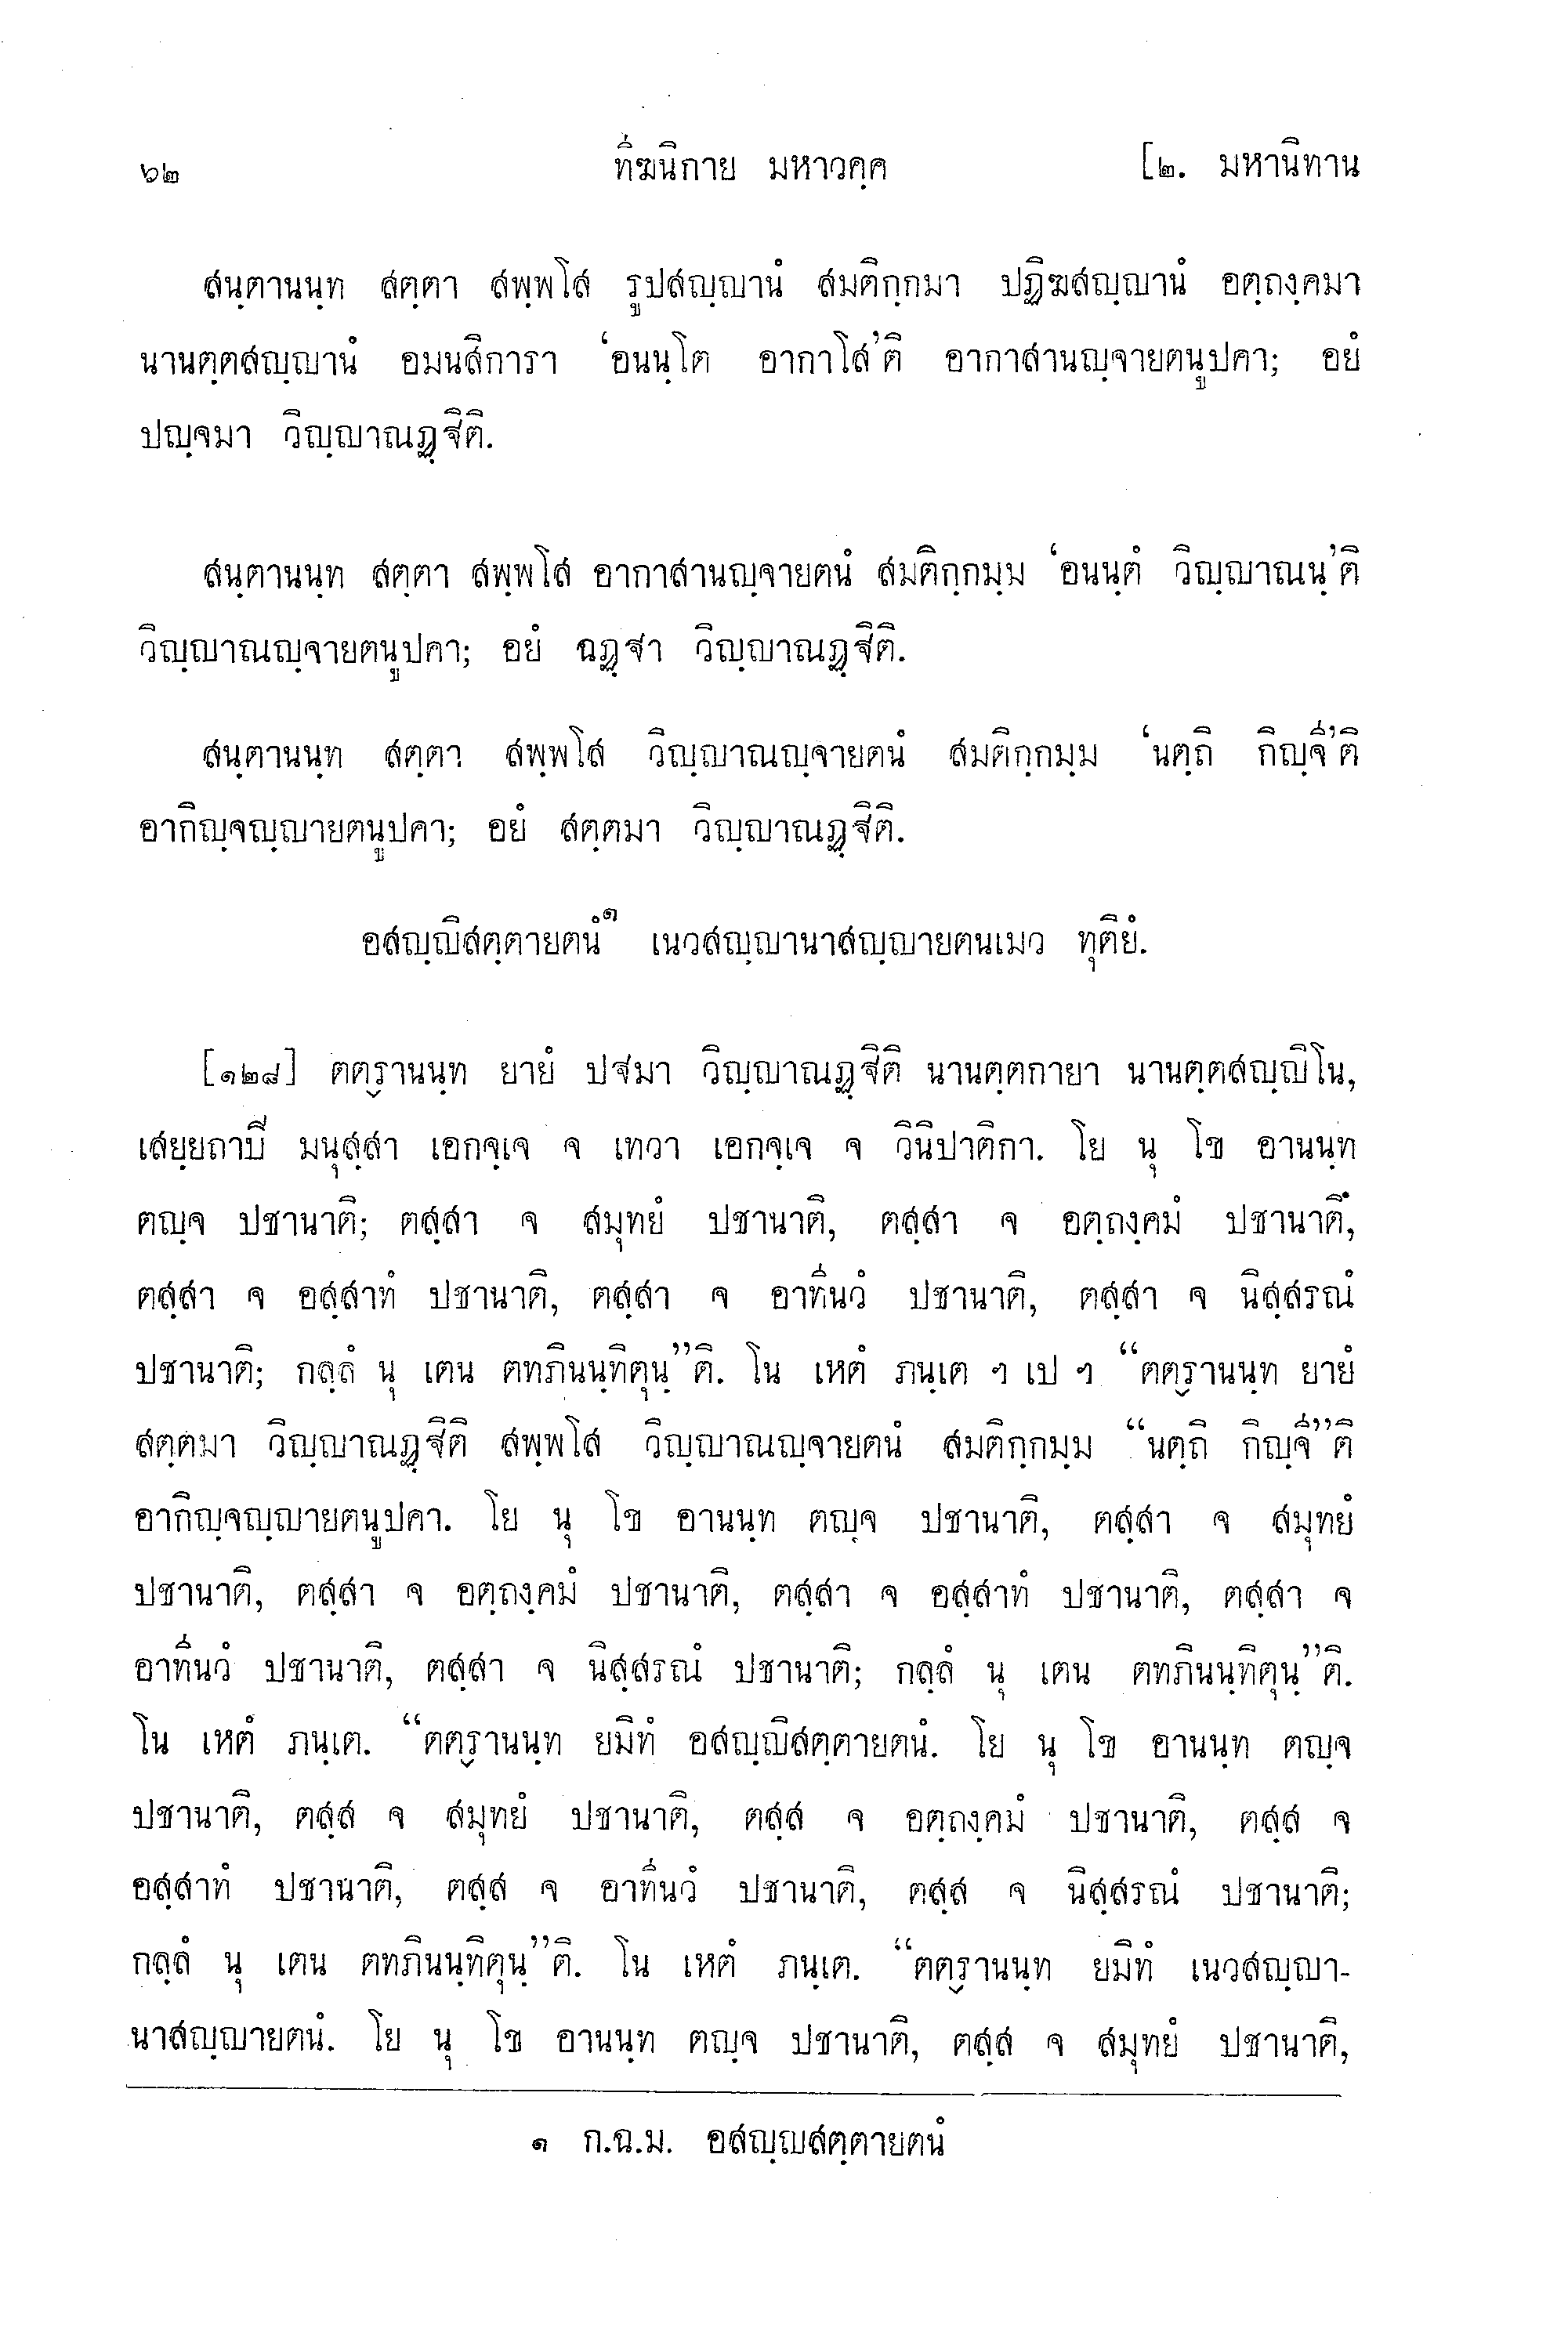 ๖๒ ทีฆนิกาย มหาวคฺค [๒. มหานิทาน
สนฺตานนฺท สตฺตา สพฺพโส รูปสญฺญานํ สมติกฺกมา ปฏิฆสญฺญานํ อตฺถงฺคมา
นานตฺตสญฺญานํ อมนสิการา ‘อนนฺโต อากาโส’ติ อากาสานญฺจายตนูปคา; อยํ
ปญฺจมา วิญฺญาณฏฺฐิติ.
สนฺตานนฺท สตฺตา สพฺพโส อากาสานญฺจายตนํ สมติกฺกมฺม ‘อนนฺตํ วิญฺญาณนฺ’ติ
วิญฺญาณญฺจายตนูปคา; อยํ ฉฏฺฐา วิญฺญาณฏฺฐิติ.
สนฺตานนฺท สตฺตา สพฺพโส วิญฺญาณญฺจายตนํ สมติกฺกมฺม ‘นตฺถิ กิญฺจี’ติ
อากิญฺจญฺญายตนูปคา; อยํ สตฺตมา วิญฺญาณฏฺฐิติ.
อสญฺญิสตฺตายตนํ๑ เนวสญฺญานาสญฺญายตนเมว ทุติยํ.
[๑๒๘] ตตฺรานนฺท ยายํ ปฐมา วิญฺญาณฏฺฐิติ นานตฺตกายา นานตฺตสญฺญิโน,
เสยฺยถาปิ มนุสฺสา เอกจฺเจ จ เทวา เอกจฺเจ จ วินิปาติกา. โย นุ โข อานนฺท
ตญฺจ ปชานาติ; ตสฺสา จ สมุทยํ ปชานาติ, ตสฺสา จ อตฺถงฺคมํ ปชานาติ,
ตสฺสา จ อสฺสาทํ ปชานาติ, ตสฺสา จ อาทีนวํ ปชานาติ, ตสฺสา จ นิสฺสรณํ
ปชานาติ; กลฺลํ นุ เตน ตทภินนฺทิตุนฺ”ติ. โน เหตํ ภนฺเต ฯ เป ฯ “ตตฺรานนฺท ยายํ
สตฺตมา วิญฺญาณฏฺฐิติ สพฺพโส วิญฺญาณญฺจายตนํ สมติกฺกมฺม “นตฺถิ กิญฺจี”ติ
อากิญฺจญฺญายตนูปคา. โย นุ โข อานนฺท ตญฺจ ปชานาติ, ตสฺสา จ สมุทยํ
ปชานาติ, ตสฺสา จ อตฺถงฺคมํ ปชานาติ, ตสฺสา จ อสฺสาทํ ปชานาติ, ตสฺสา จ
อาทีนวํ ปชานาติ, ตสฺสา จ นิสฺสรณํ ปชานาติ; กลฺลํ นุ เตน ตทภินนฺทิตุนฺ”ติ.
โน เหตํ ภนฺเต. “ตตฺรานนฺท ยมิทํ อสญฺญิสตฺตายตนํ. โย นุ โข อานนฺท ตญฺจ
ปชานาติ, ตสฺส จ สมุทยํ ปชานาติ, ตสฺส จ อตฺถงฺคมํ ปชานาติ, ตสฺส จ
อสฺสาทํ ปชานาติ, ตสฺส จ อาทีนวํ ปชานาติ, ตสฺส จ นิสฺสรณํ ปชานาติ;
กลฺลํ นุ เตน ตทภินนฺทิตุนฺ”ติ. โน เหตํ ภนฺเต. “ตตฺรานนฺท ยมิทํ เนวสญฺญา-
นาสญฺญายตนํ. โย นุ โข อานนฺท ตญฺจ ปชานาติ, ตสฺส จ สมุทยํ ปชานาติ,
๑ ก.ฉ.ม. อสญฺญสตฺตายตนํ